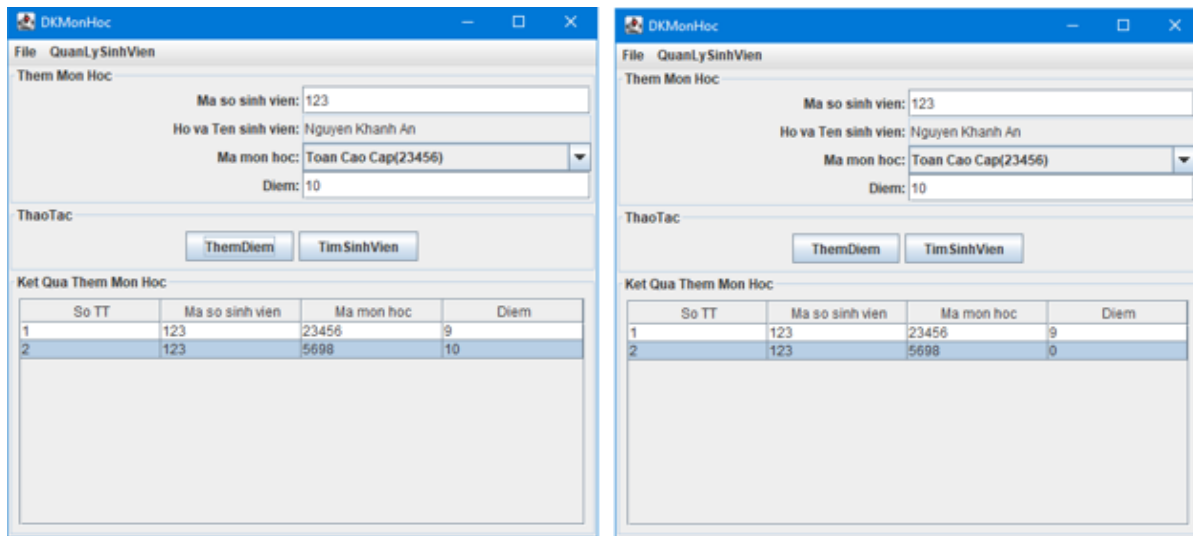 DKMonHoc
File QuanLySinhVien
Them Mon Hoc
Ma so sinh vien: 123
Ho va Ten sinh vien: Nguyen Khanh An
Ma mon hoc: Toan Cao Cap(23456)
Diem: 10
ThaoTac
ThemDiem TimSinhVien
Ket Qua Them Mon Hoc
So TT Ma so sinh vien Ma mon hoc Diem
1 123 23456 9
2 123 5698 10
DKMonHoc
File QuanLySinhVien
Them Mon Hoc
Ma so sinh vien: 123
Ho va Ten sinh vien: Nguyen Khanh An
Ma mon hoc: Toan Cao Cap(23456)
Diem: 10
ThaoTac
ThemDiem TimSinhVien
Ket Qua Them Mon Hoc
So TT Ma so sinh vien Ma mon hoc Diem
1 123 23456 9
2 123 5698 0